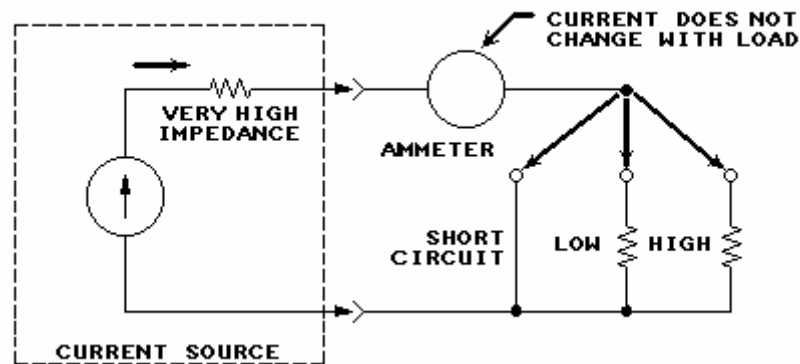 CURRENT DOES NOT
CHANGE WITH LOAD
VERY HIGH
IMPEDANCE
AMMETER
SHORT
CIRCUIT
LOW
HIGH
CURRENT SOURCE